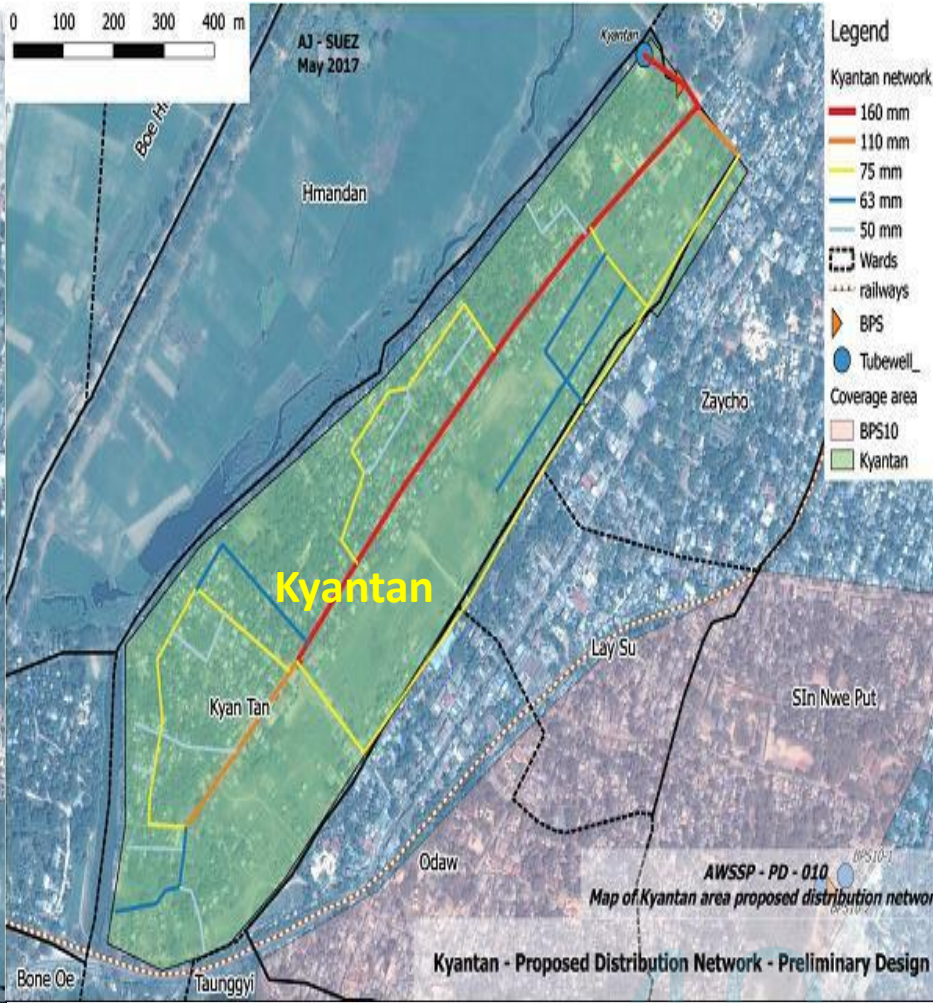 0 100 200 300 400 m
AJ - SUEZ
May 2017
Kyantan
Hmandan
Zaycho
Kyantan
Kyan Tan
Lay Su
SIn Nwe Put
Odaw
Bone Oe
Taunggyi
BPS10-1
AWSSP - PD - 010
Map of Kyantan area proposed distribution networ
Kyantan - Proposed Distribution Network - Preliminary Design
Legend
Kyantan network
160 mm
110 mm
75 mm
63 mm
50 mm
Wards
railways
BPS
Tubewell_
Coverage area
BPS10
Kyantan